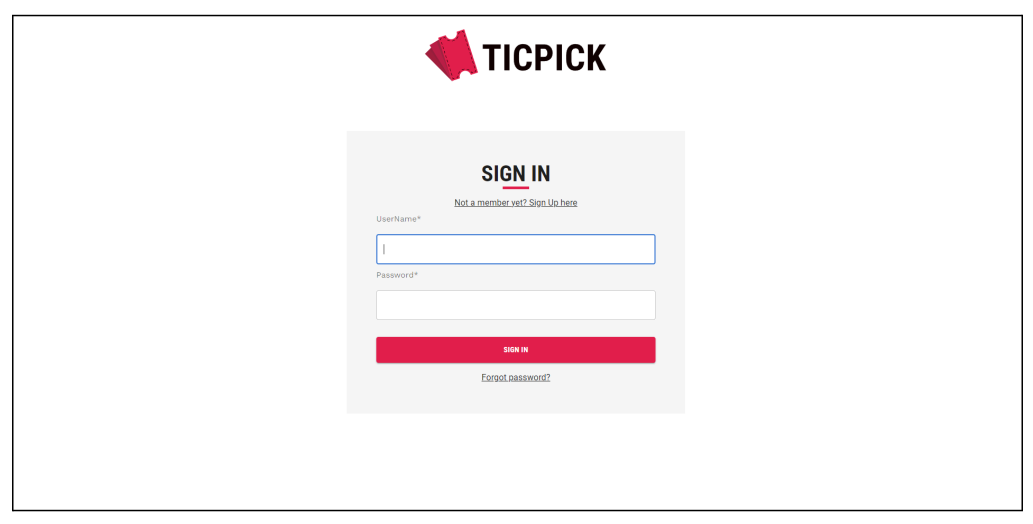 TICPICK
SIGN IN
Not a member yet? Sign Up here
UserName*
Password*
SIGN IN
Forgot password?